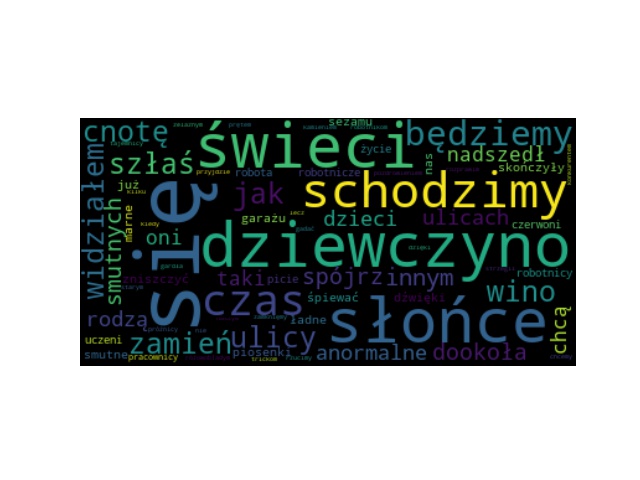 sezamu
cnotę
świeci
będziemy
życie
szłaś
nas
nadszedł
skończyły
widziałem
przyjdzie
robota
robotnicze
już
się
jak
schodzimy
smutnych
marne
garażu
dzieci
ulicach
czerwoni
oni
dziewczyno
zniszczyć
taki
picie
spójrz
innym
robotnicy
czas
śpiewać
dźwięki
wino
rodzą
ładne
słońce
chcą
uczeni
zamień
ulicy
smutne
pracownicy
piosenki
anormalne
dookoła